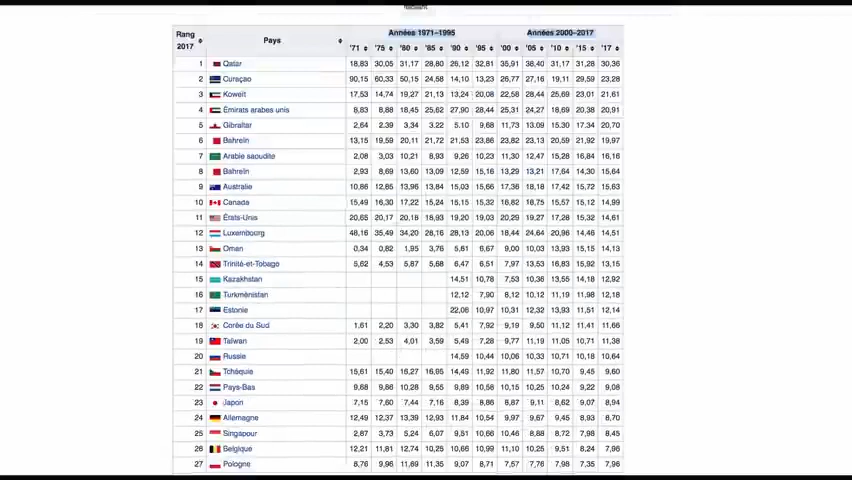 Rang 2017 Pays Années 1971–1995 Années 2000–2017
'71 '75 '80 '85 '90 '95 '00 '05 '10 '15 '17
1 Qatar 18,83 30,05 31,17 28,80 26,12 32,81 35,91 38,40 31,17 31,28 30,36
2 Curaçao 90,15 60,33 50,15 24,58 14,10 13,23 26,77 27,16 19,11 29,59 23,28
3 Koweït 17,53 14,74 19,27 21,13 13,24 20,08 22,58 28,44 25,69 23,01 21,61
4 Émirats arabes unis 8,83 8,88 18,45 25,62 27,90 28,44 25,31 24,27 18,69 20,38 20,91
5 Gibraltar 2,64 2,39 3,34 3.22 5.10 9,68 11,73 13,09 15,30 17,34 20,70
6 Bahreïn 13,15 19,59 20,11 21,72 21,53 23,86 23,82 23,13 20,59 21,92 19,97
7 Arabie saoudite 2,08 3,03 10,21 8,93 9,26 10,23 11,30 12,47 15,28 16,84 16,16
8 Bahreïn 2,93 8,69 13,60 13,09 12,59 15,16 13,29 13,21 17,64 14,30 15,64
9 Australie 10,86 12,85 13,96 13,84 15,03 15,66 17,36 18,18 17,42 15,72 15,63
10 Canada 15,49 16,30 17,22 15,24 15,15 15,32 16,82 16,75 15,57 15,12 14,99
11 États-Unis 20,65 20,17 20,18 18,93 19,20 19,03 20,29 19,27 17,28 15,32 14,61
12 Luxembourg 48,16 35,49 34,20 28,16 28,13 20,06 18,44 24,64 20,98 14,46 14,51
13 Oman 0,34 0,82 1,95 3,76 5,61 6,67 9,00 10,03 13,93 15,15 14,13
14 Trinité-et-Tobago 5,62 4,53 5,87 5,68 6,47 6,51 7,97 13,53 16,83 15,92 13,15
15 Kazakhstan 14,51 10,78 7,53 10,36 13,55 14,18 12,92
16 Turkménistan 12,12 7,90 8,12 10,12 11,19 11,98 12,18
17 Estonie 22,06 10,97 10,31 12,32 13,93 11,51 12,14
18 Corée du Sud 1,61 2,20 3,30 3,82 5,41 7,92 9,19 9,50 11,12 11,41 11,66
19 Taïwan 2,00 2,53 4,01 3,59 5,49 7,28 9,77 11,19 11,05 10,71 11,38
20 Russie 14,59 10,44 10,06 10,33 10,71 10,18 10,64
21 Tchéquie 15,61 15,40 16,27 16,95 14,49 11,92 11,80 11,57 10,70 9,45 9,60
22 Pays-Bas 9,68 9,86 10,28 9,55 9,89 10,58 10,15 10,25 10,24 9,22 9,08
23 Japon 7,15 7,60 7,44 7,16 8,39 8,86 8,87 9,11 8,62 9,07 8,94
24 Allemagne 12,49 12,37 13,39 12,93 11,84 10,54 9,97 9,67 9,45 8,93 8,70
25 Singapour 2,87 3,73 5,24 6,07 9,51 10,66 10,46 8,88 8,72 7,98 8,45
26 Belgique 12,21 11,81 12,74 10,25 10,66 10,99 11,10 10,25 9,51 8,24 7,96
27 Pologne 8,76 9,96 11,69 11,35 9,07 8,71 7,57 7,76 7,98 7,35 7,96